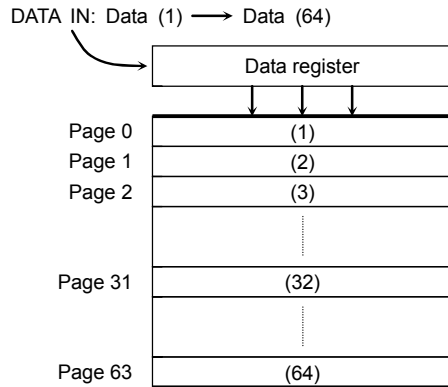 DATA IN: Data (1) Data (64)
Data register
Page 0 (1)
Page 1 (2)
Page 2 (3)
Page 31 (32)
Page 63 (64)